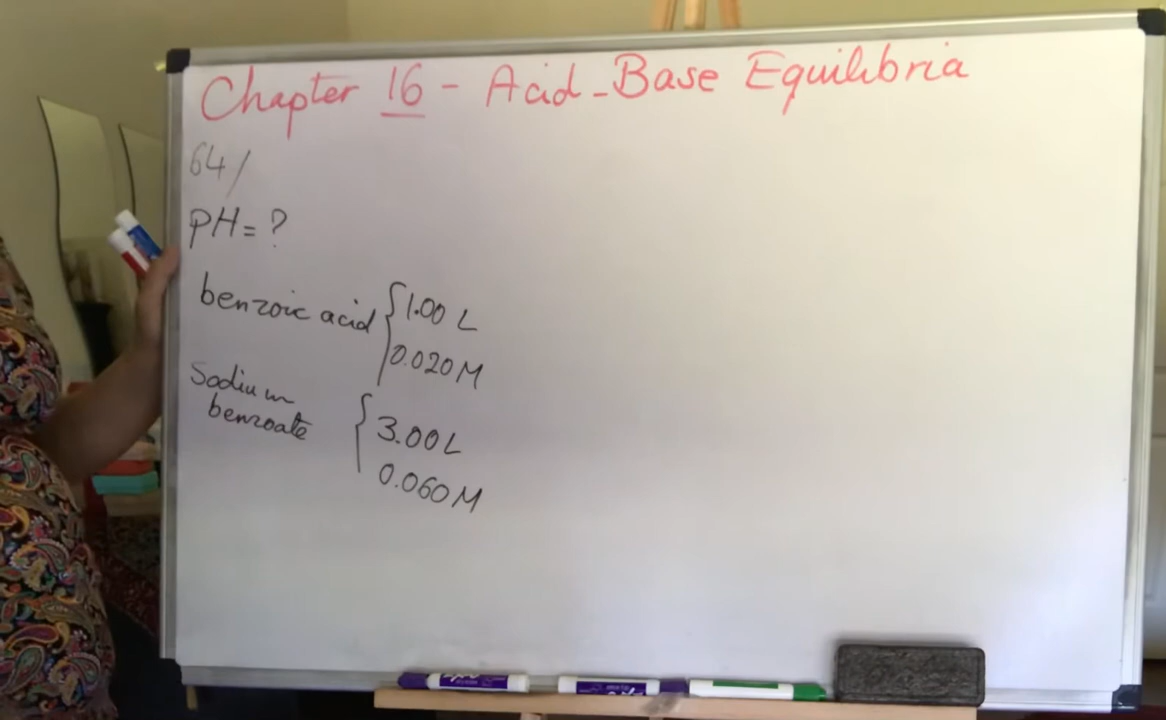 Chapter 16 - Acid-Base Equilibria
64/
pH = ?
benzoic acid { 1.00 L
0.020 M
Sodium
benzoate { 3.00 L
0.060 M